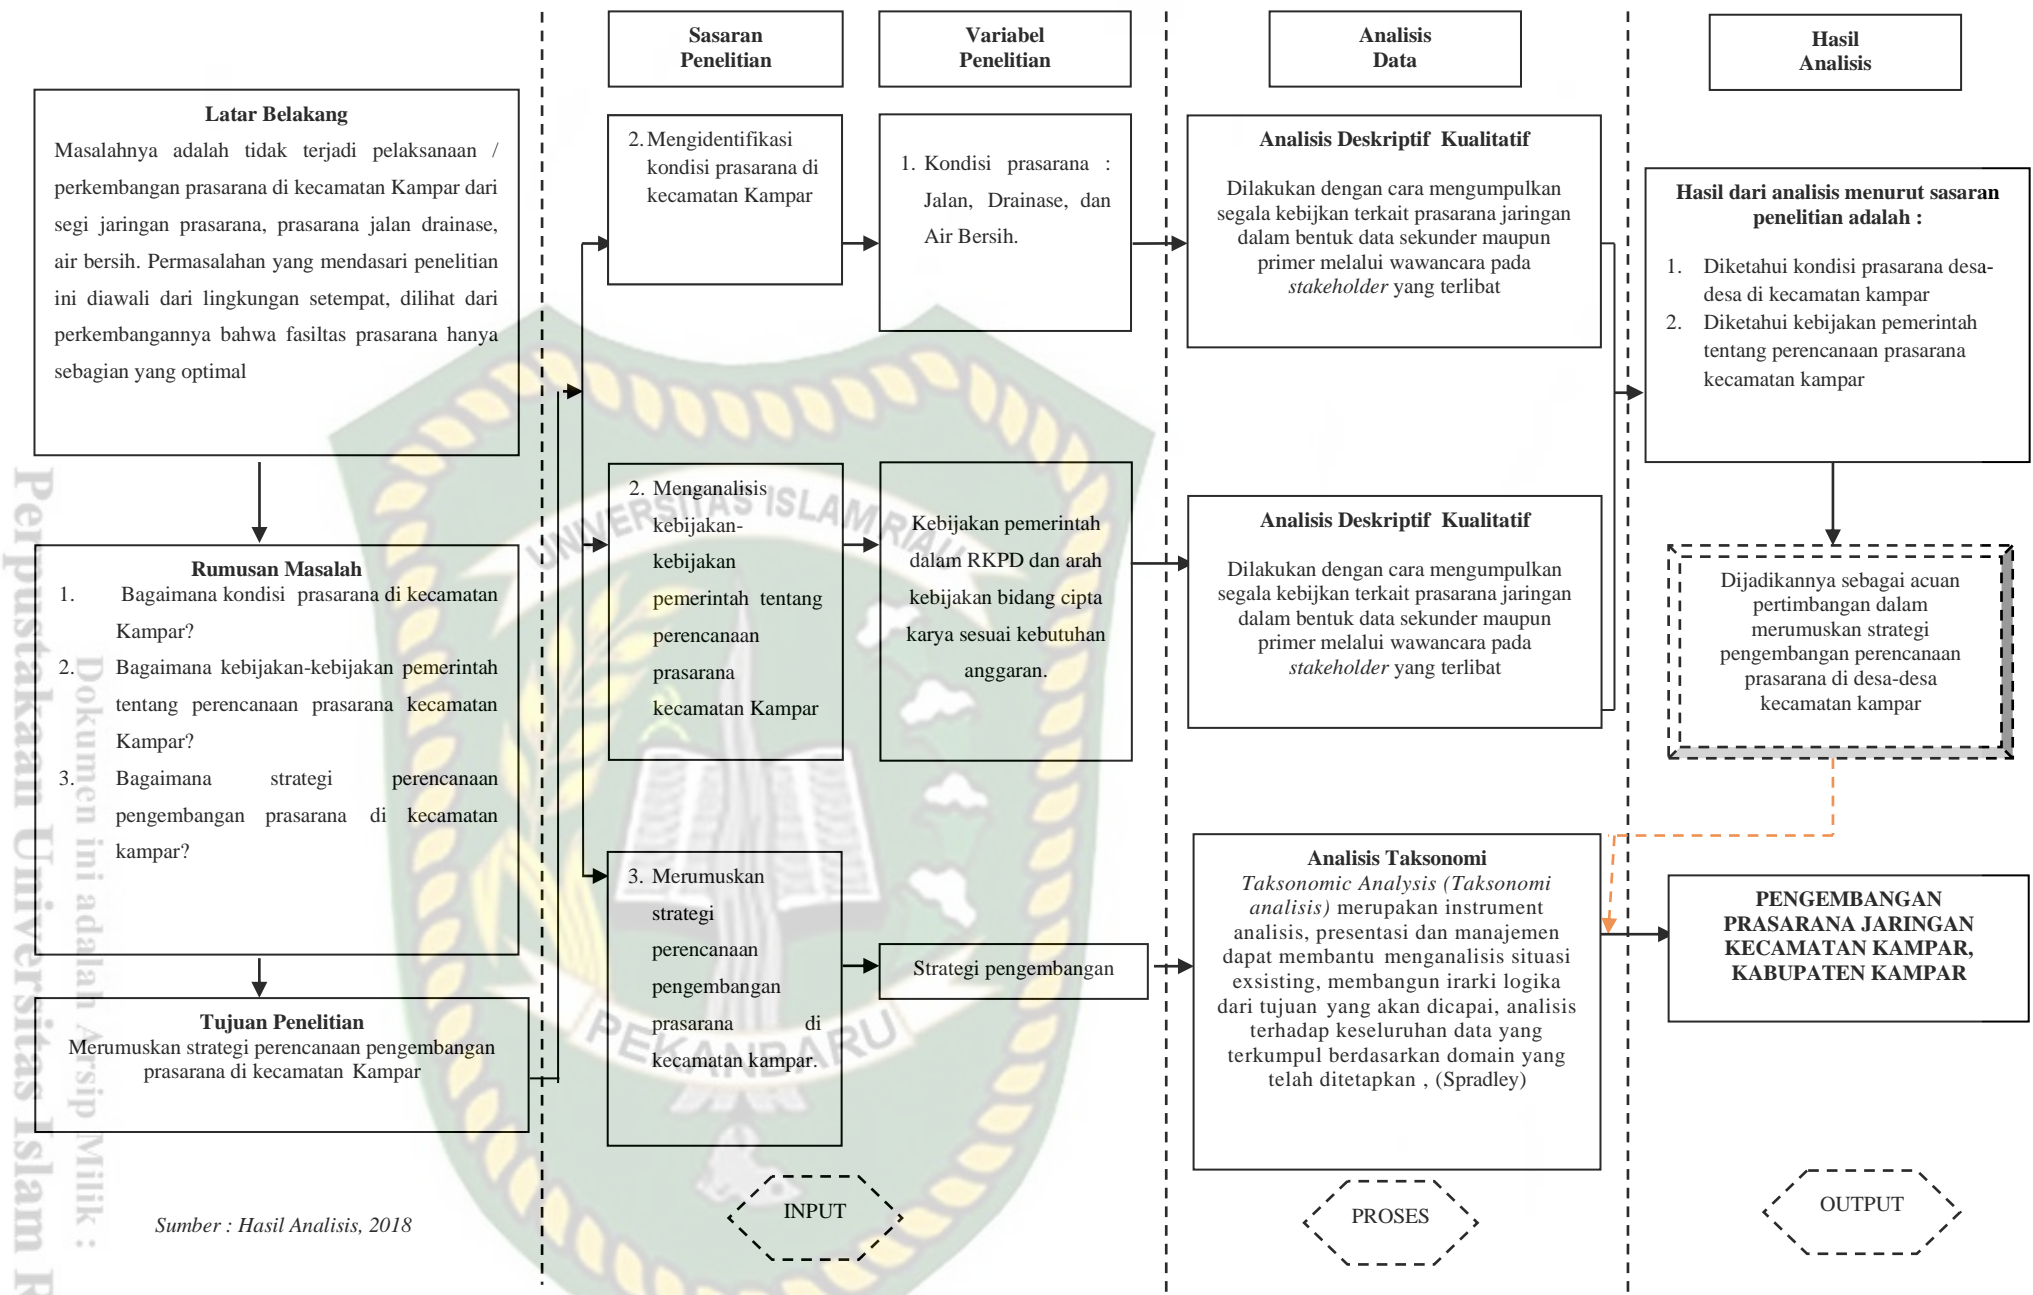 Latar Belakang
Masalahnya adalah tidak terjadi pelaksanaan /
perkembangan prasarana di kecamatan Kampar dari
segi jaringan prasarana, prasarana jalan drainase,
air bersih. Permasalahan yang mendasari penelitian
ini diawali dari lingkungan setempat, dilihat dari
perkembangannya bahwa fasiltas prasarana hanya
sebagian yang optimal
Rumusan Masalah
1. Bagaimana kondisi prasarana di kecamatan
Kampar?
2. Bagaimana kebijakan-kebijakan pemerintah
tentang perencanaan prasarana kecamatan
Kampar?
3. Bagaimana strategi perencanaan
pengembangan prasarana di kecamatan
kampar?
Tujuan Penelitian
Merumuskan strategi perencanaan pengembangan
prasarana di kecamatan Kampar
Sumber : Hasil Analisis, 2018
Sasaran
Penelitian
2. Mengidentifikasi
kondisi prasarana di
kecamatan Kampar
2. Menganalisis
kebijakan-
kebijakan
pemerintah tentang
perencanaan
prasarana
kecamatan Kampar
3. Merumuskan
strategi
perencanaan
pengembangan
prasarana di
kecamatan kampar.
Variabel
Penelitian
1. Kondisi prasarana :
Jalan, Drainase, dan
Air Bersih.
Kebijakan pemerintah
dalam RKPD dan arah
kebijakan bidang cipta
karya sesuai kebutuhan
anggaran.
Strategi pengembangan
INPUT
Analisis
Data
Analisis Deskriptif Kualitatif
Dilakukan dengan cara mengumpulkan
segala kebijkan terkait prasarana jaringan
dalam bentuk data sekunder maupun
primer melalui wawancara pada
stakeholder yang terlibat
Analisis Deskriptif Kualitatif
Dilakukan dengan cara mengumpulkan
segala kebijkan terkait prasarana jaringan
dalam bentuk data sekunder maupun
primer melalui wawancara pada
stakeholder yang terlibat
Analisis Taksonomi
Taksonomic Analysis (Taksonomi
analisis) merupakan instrument
analisis, presentasi dan manajemen
dapat membantu menganalisis situasi
exsisting, membangun irarki logika
dari tujuan yang akan dicapai, analisis
terhadap keseluruhan data yang
terkumpul berdasarkan domain yang
telah ditetapkan , (Spradley)
PROSES
Hasil
Analisis
Hasil dari analisis menurut sasaran
penelitian adalah :
1. Diketahui kondisi prasarana desa-
desa di kecamatan kampar
2. Diketahui kebijakan pemerintah
tentang perencanaan prasarana
kecamatan kampar
Dijadikannya sebagai acuan
pertimbangan dalam
merumuskan strategi
pengembangan perencanaan
prasarana di desa-desa
kecamatan kampar
PENGEMBANGAN
PRASARANA JARINGAN
KECAMATAN KAMPAR,
KABUPATEN KAMPAR
OUTPUT
UNIVERSITAS ISLAM RIAU
PEKANBARU
Dokumen ini adalah Arsip Milik :
Perpustakaan Universitas Islam R